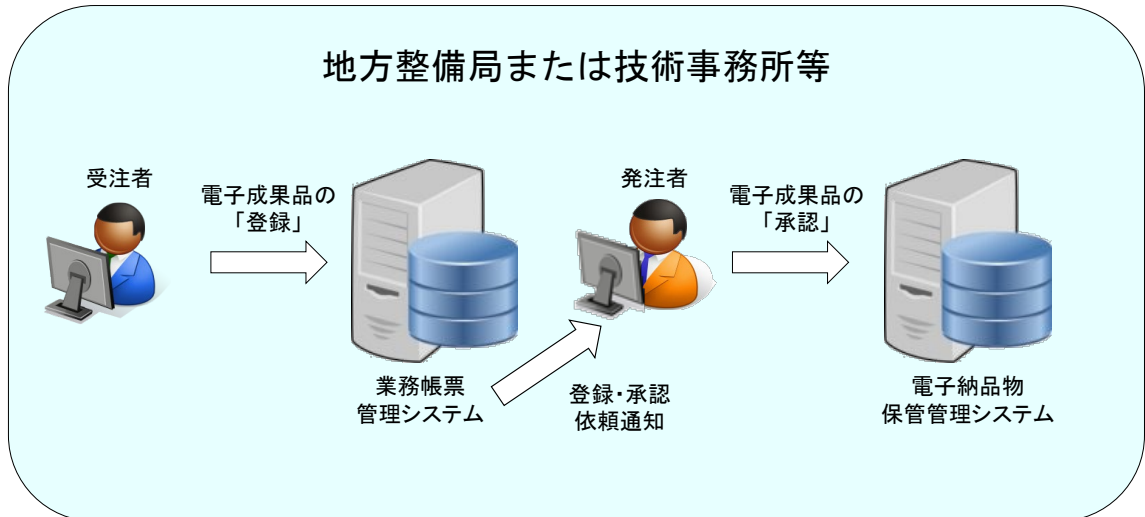 地方整備局または技術事務所等
受注者
電子成果品の
「登録」
発注者
電子成果品の
「承認」
業務帳票
管理システム
登録・承認
依頼通知
電子納品物
保管管理システム